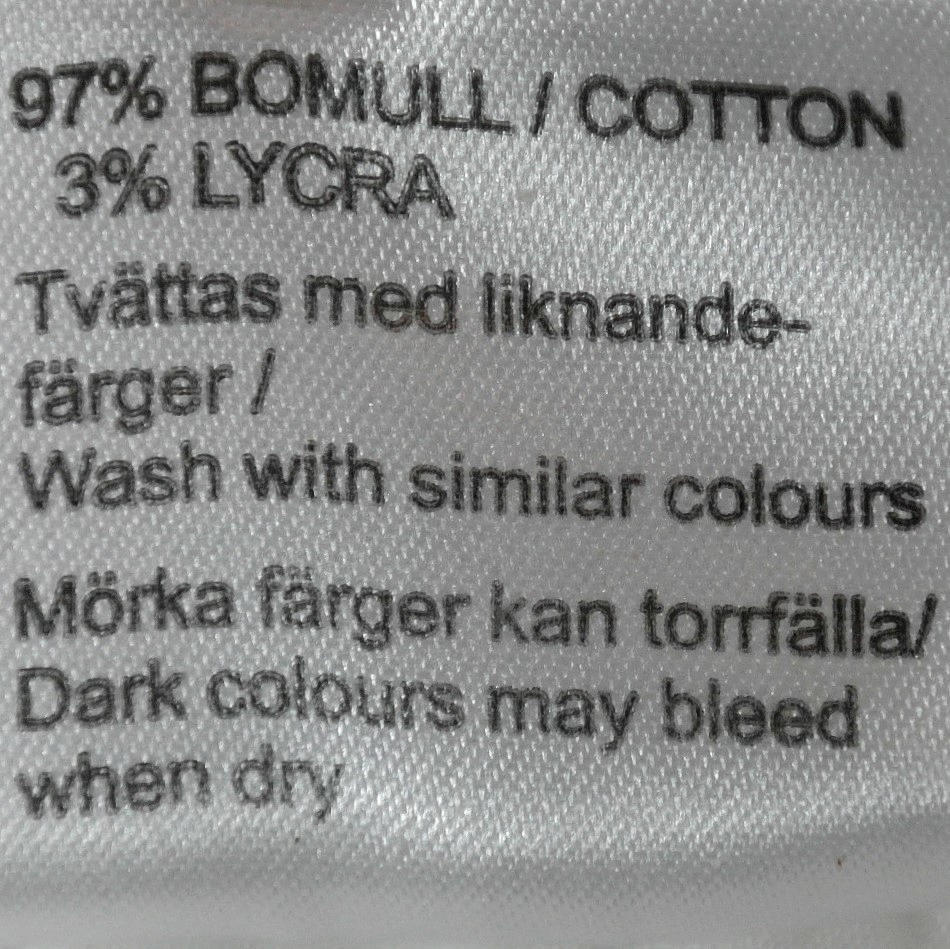 97% BOMULL / COTTON
3% LYCRA
Tvättas med liknande-
färger /
Wash with similar colours
Mörka färger kan torrfälla/
Dark colours may bleed
when dry